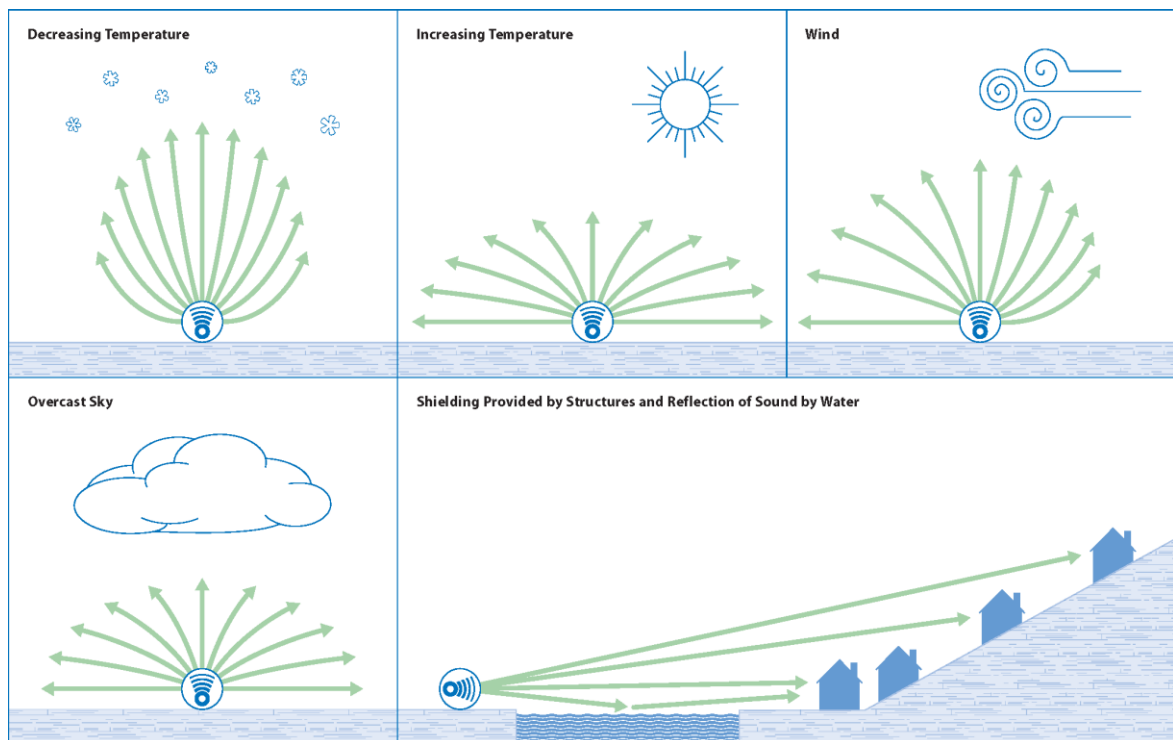 Decreasing Temperature
Increasing Temperature
Wind
Overcast Sky
Shielding Provided by Structures and Reflection of Sound by Water